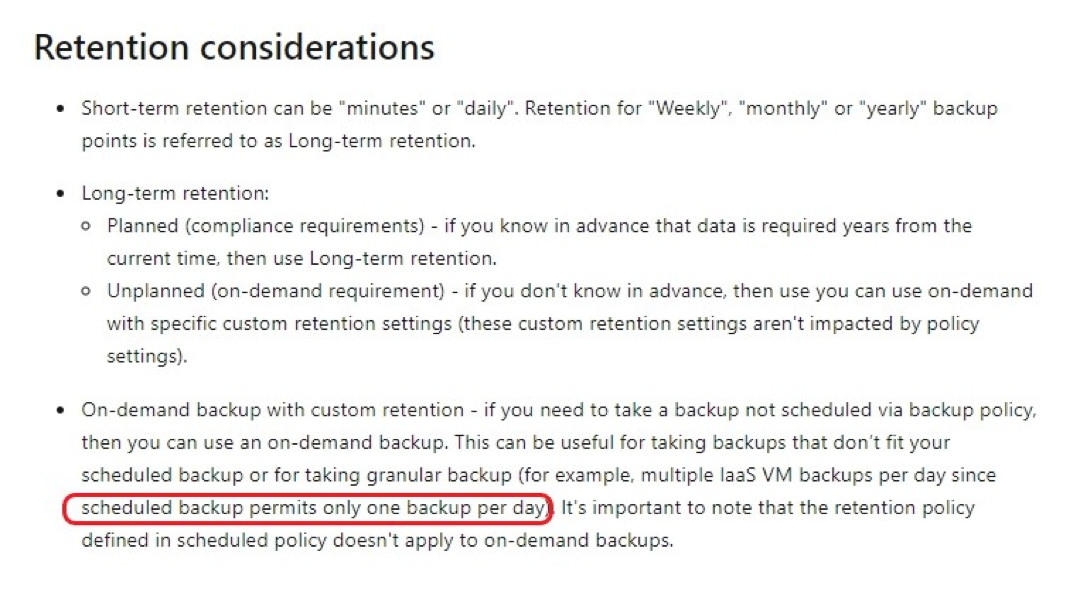 Retention considerations
• Short-term retention can be "minutes" or "daily". Retention for "Weekly", "monthly" or "yearly" backup
points is referred to as Long-term retention.
• Long-term retention:
○ Planned (compliance requirements) - if you know in advance that data is required years from the
current time, then use Long-term retention.
○ Unplanned (on-demand requirement) - if you don't know in advance, then use you can use on-demand
with specific custom retention settings (these custom retention settings aren't impacted by policy
settings).
• On-demand backup with custom retention - if you need to take a backup not scheduled via backup policy,
then you can use an on-demand backup. This can be useful for taking backups that don't fit your
scheduled backup or for taking granular backup (for example, multiple IaaS VM backups per day since
scheduled backup permits only one backup per day). It's important to note that the retention policy
defined in scheduled policy doesn't apply to on-demand backups.